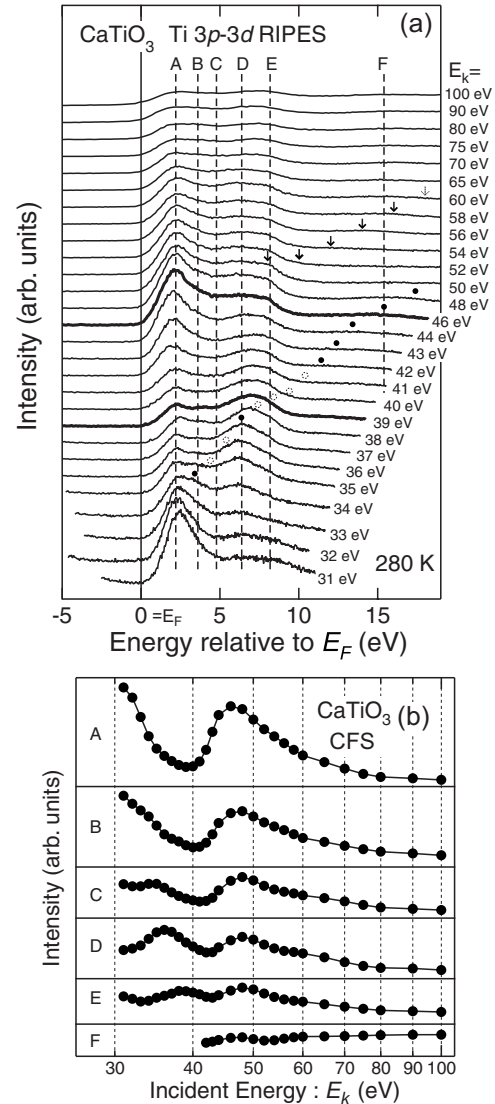 CaTiO3 Ti 3p-3d RIPES (a)
A B C D E F
Ek=
100 eV
90 eV
80 eV
75 eV
70 eV
65 eV
60 eV
58 eV
56 eV
54 eV
52 eV
50 eV
48 eV
46 eV
44 eV
43 eV
42 eV
41 eV
40 eV
39 eV
38 eV
37 eV
36 eV
35 eV
34 eV
33 eV
32 eV
31 eV
280 K
Intensity (arb. units)
-5 0 =EF 5 10 15
Energy relative to EF (eV)
CaTiO3 (b)
CFS
A
B
C
D
E
F
Intensity (arb. units)
30 40 50 60 70 80 90 100
Incident Energy : Ek (eV)